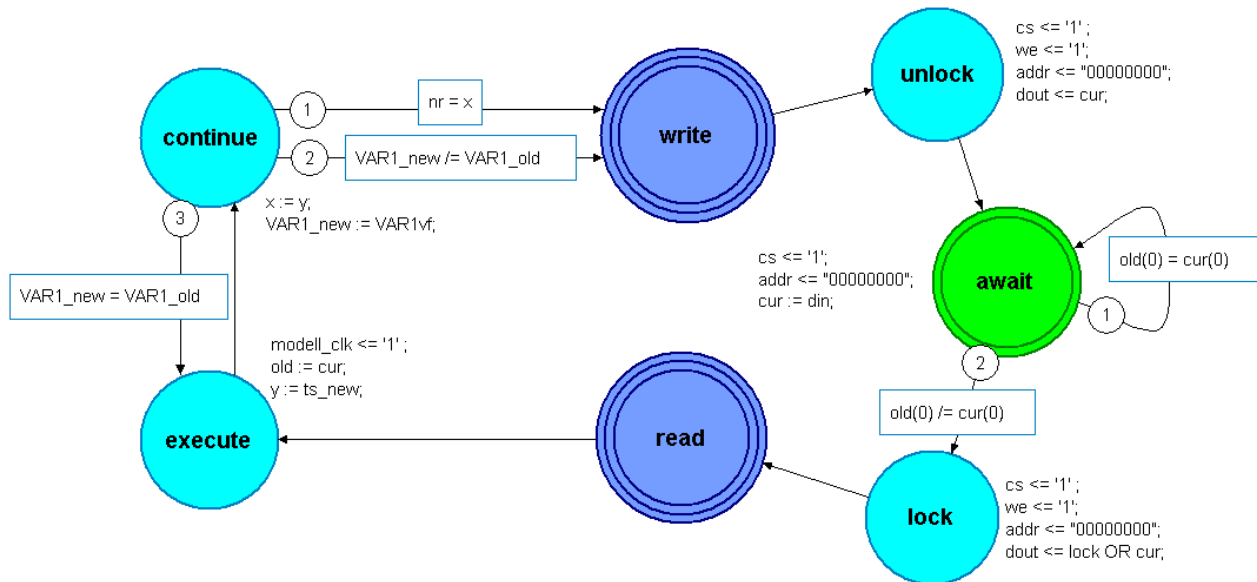 continue
1
nr = x
2
VAR1_new /= VAR1_old
write
unlock
cs <= '1' ;
we <= '1';
addr <= "00000000";
dout <= cur;
3
x := y;
VAR1_new := VAR1vf;
VAR1_new = VAR1_old
cs <= '1';
addr <= "00000000";
cur := din;
await
old(0) = cur(0)
1
2
old(0) /= cur(0)
modell_clk <= '1' ;
old := cur;
y := ts_new;
execute
read
lock
cs <= '1' ;
we <= '1';
addr <= "00000000";
dout <= lock OR cur;